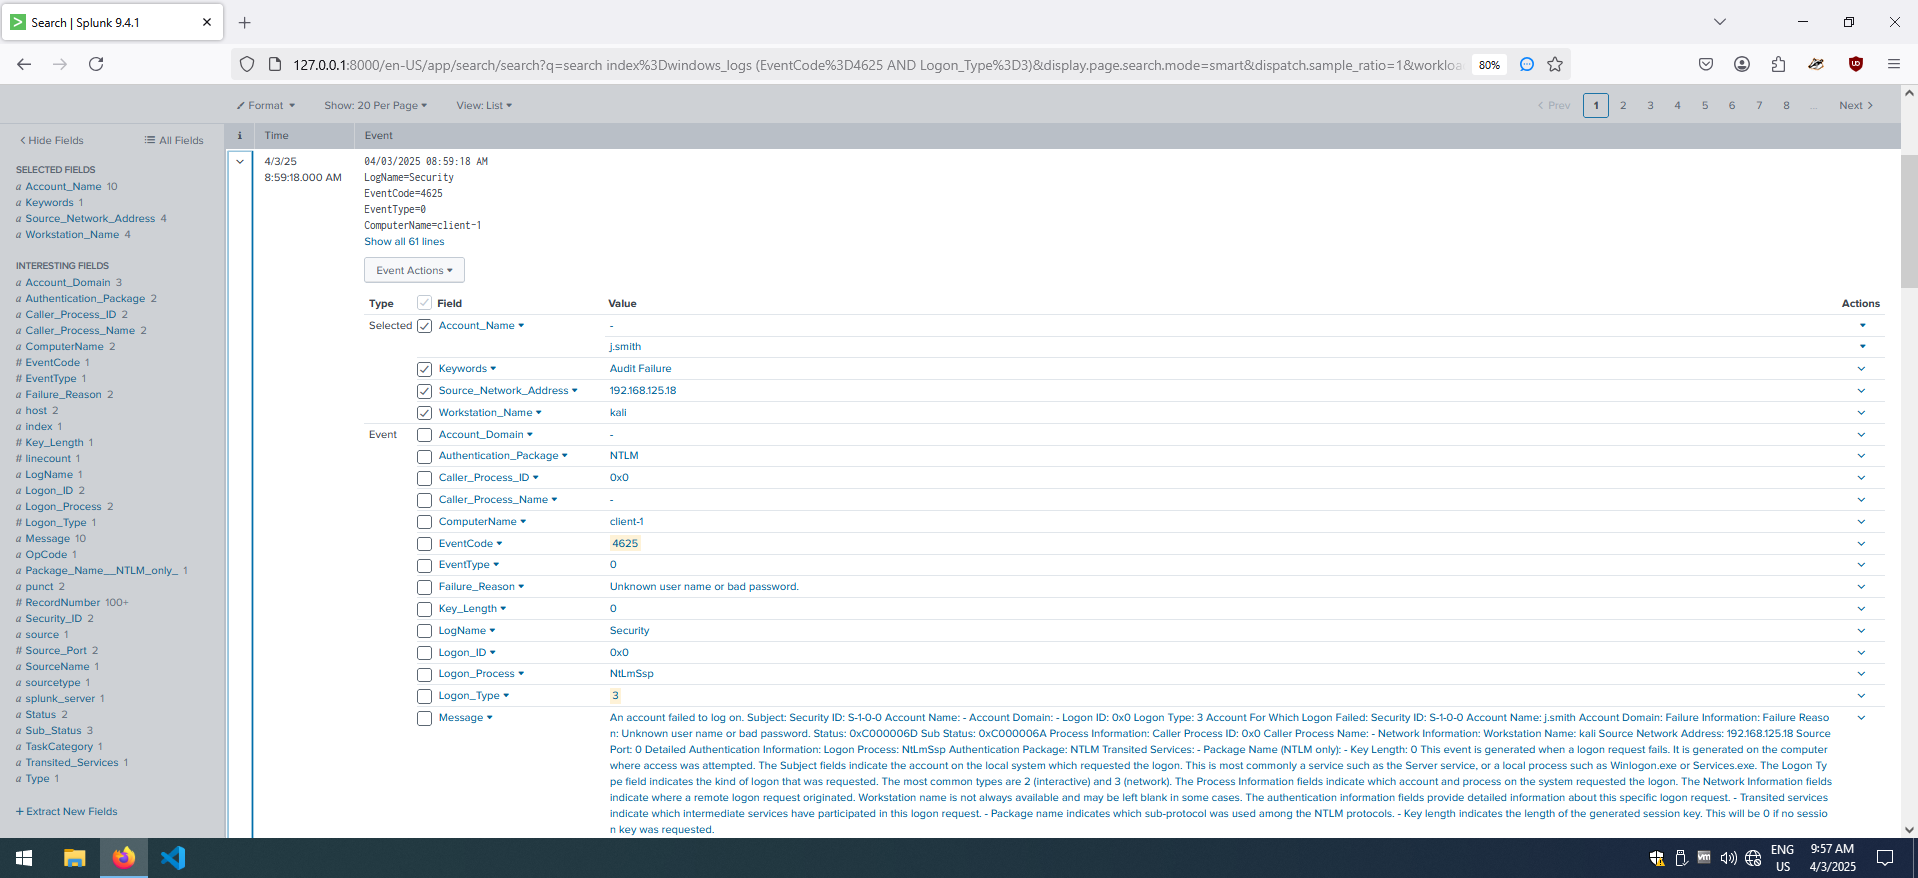 Search | Splunk 9.4.1
127.0.0.1:8000/en-US/app/search/search?q=search index%3Dwindows_logs (EventCode%3D4625 AND Logon_Type%3D3)&display.page.search.mode=smart&dispatch.sample_ratio=1&workloa
80%
Format
Show: 20 Per Page
View: List
< Prev 1 2 3 4 5 6 7 8 ... Next >
< Hide Fields
All Fields
i Time Event
SELECTED FIELDS
a Account_Name 10
a Keywords 1
a Source_Network_Address 4
a Workstation_Name 4
INTERESTING FIELDS
a Account_Domain 3
a Authentication_Package 2
a Caller_Process_ID 2
a Caller_Process_Name 2
a ComputerName 2
# EventCode 1
# EventType 1
a Failure_Reason 2
a host 2
a index 1
# Key_Length 1
# linecount 1
a LogName 1
a Logon_ID 2
a Logon_Process 2
# Logon_Type 1
a Message 10
a OpCode 1
a Package_Name__NTLM_only_ 1
a punct 2
# RecordNumber 100+
a Security_ID 2
a source 1
# Source_Port 2
a SourceName 1
a sourcetype 1
a splunk_server 1
a Status 2
a Sub_Status 3
a TaskCategory 1
a Transited_Services 1
a Type 1
+ Extract New Fields
4/3/25
8:59:18.000 AM
04/03/2025 08:59:18 AM
LogName=Security
EventCode=4625
EventType=0
ComputerName=client-1
Show all 61 lines
Event Actions
Type Field Value Actions
Selected Account_Name -
j.smith
Keywords Audit Failure
Source_Network_Address 192.168.125.18
Workstation_Name kali
Event Account_Domain -
Authentication_Package NTLM
Caller_Process_ID 0x0
Caller_Process_Name -
ComputerName client-1
EventCode 4625
EventType 0
Failure_Reason Unknown user name or bad password.
Key_Length 0
LogName Security
Logon_ID 0x0
Logon_Process NtLmSsp
Logon_Type 3
Message An account failed to log on. Subject: Security ID: S-1-0-0 Account Name: - Account Domain: - Logon ID: 0x0 Logon Type: 3 Account For Which Logon Failed: Security ID: S-1-0-0 Account Name: j.smith Account Domain: Failure Information: Failure Reaso
n: Unknown user name or bad password. Status: 0xC000006D Sub Status: 0xC000006A Process Information: Caller Process ID: 0x0 Caller Process Name: - Network Information: Workstation Name: kali Source Network Address: 192.168.125.18 Source
Port: 0 Detailed Authentication Information: Logon Process: NtLmSsp Authentication Package: NTLM Transited Services: - Package Name (NTLM only): - Key Length: 0 This event is generated when a logon request fails. It is generated on the computer
where access was attempted. The Subject fields indicate the account on the local system which requested the logon. This is most commonly a service such as the Server service, or a local process such as Winlogon.exe or Services.exe. The Logon Ty
pe field indicates the kind of logon that was requested. The most common types are 2 (interactive) and 3 (network). The Process Information fields indicate which account and process on the system requested the logon. The Network Information fields
indicate where a remote logon request originated. Workstation name is not always available and may be left blank in some cases. The authentication information fields provide detailed information about this specific logon request. - Transited services
indicate which intermediate services have participated in this logon request. - Package name indicates which sub-protocol was used among the NTLM protocols. - Key length indicates the length of the generated session key. This will be 0 if no sessio
n key was requested.
ENG
US
9:57 AM
4/3/2025